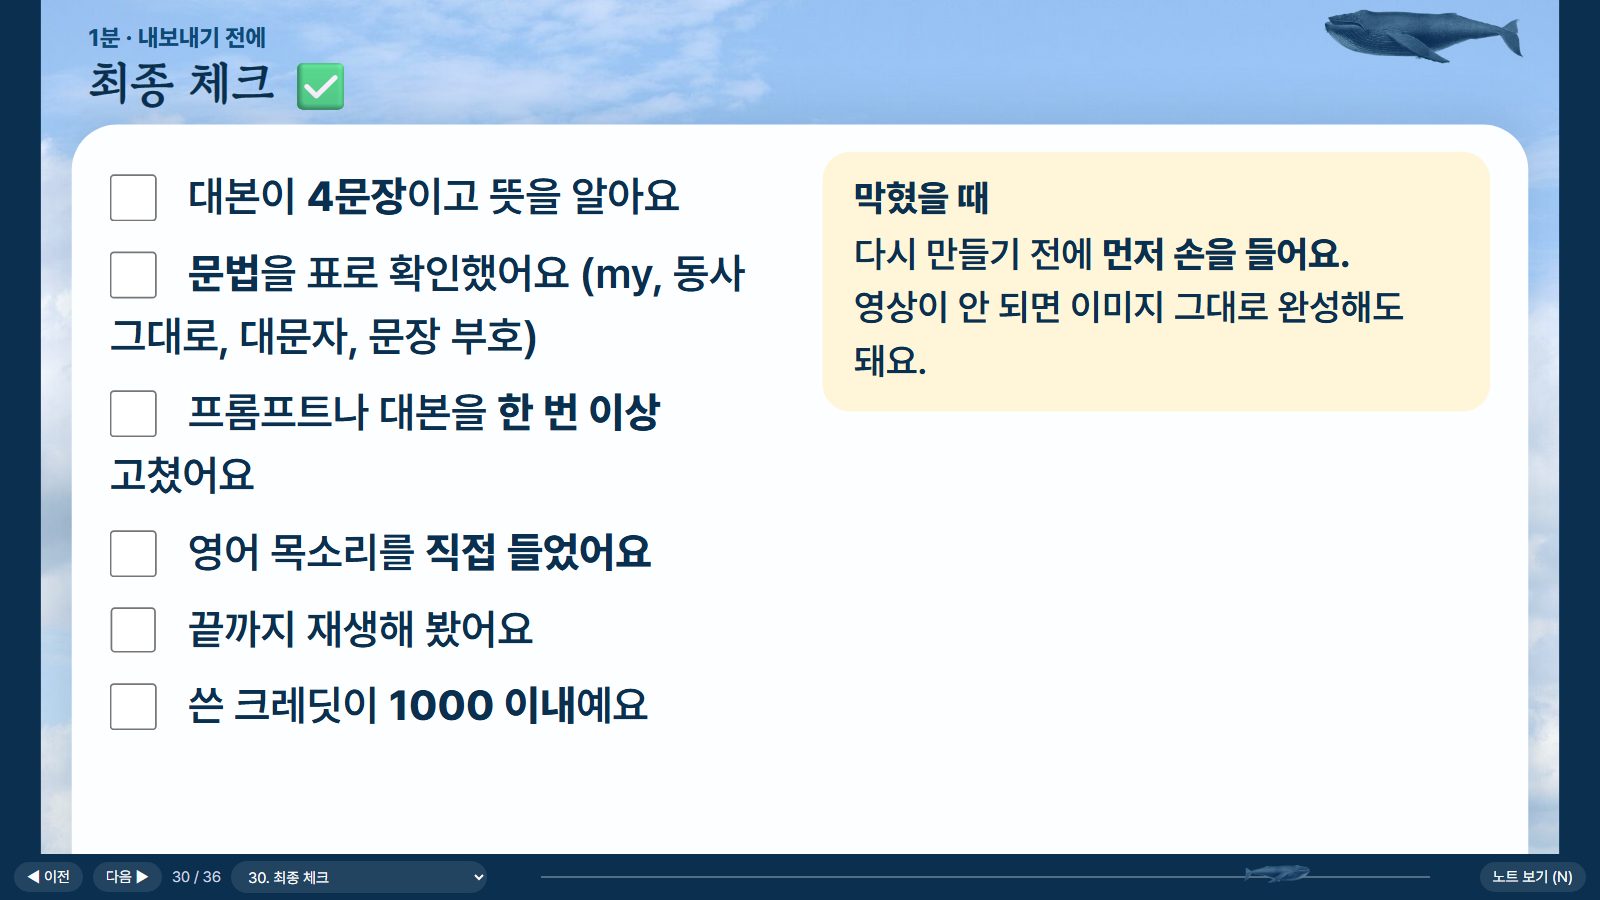 1분 · 내보내기 전에
최종 체크 ✅
대본이 4문장이고 뜻을 알아요
문법을 표로 확인했어요 (my, 동사
그대로, 대문자, 문장 부호)
프롬프트나 대본을 한 번 이상
고쳤어요
영어 목소리를 직접 들었어요
끝까지 재생해 봤어요
쓴 크레딧이 1000 이내예요
막혔을 때
다시 만들기 전에 먼저 손을 들어요.
영상이 안 되면 이미지 그대로 완성해도
돼요.
◀ 이전
다음 ▶
30 / 36
30. 최종 체크
노트 보기 (N)